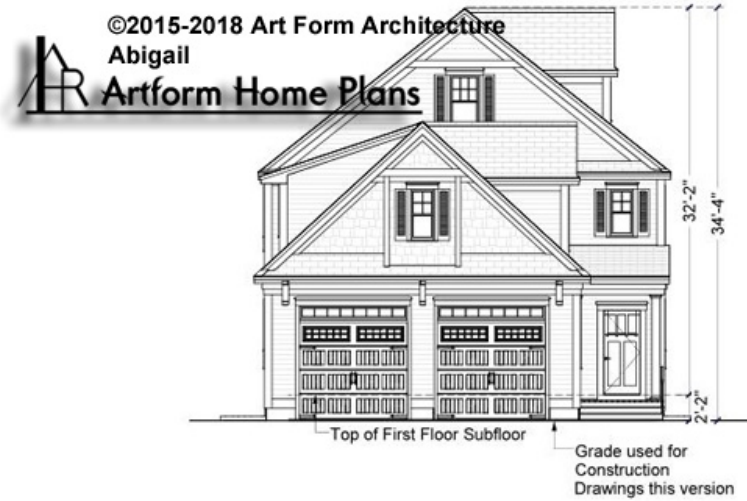 ©2015-2018 Art Form Architecture
Abigail
AHR Artform Home Plans
32'-2"
34'-4"
2'-2"
Top of First Floor Subfloor
Grade used for
Construction
Drawings this version